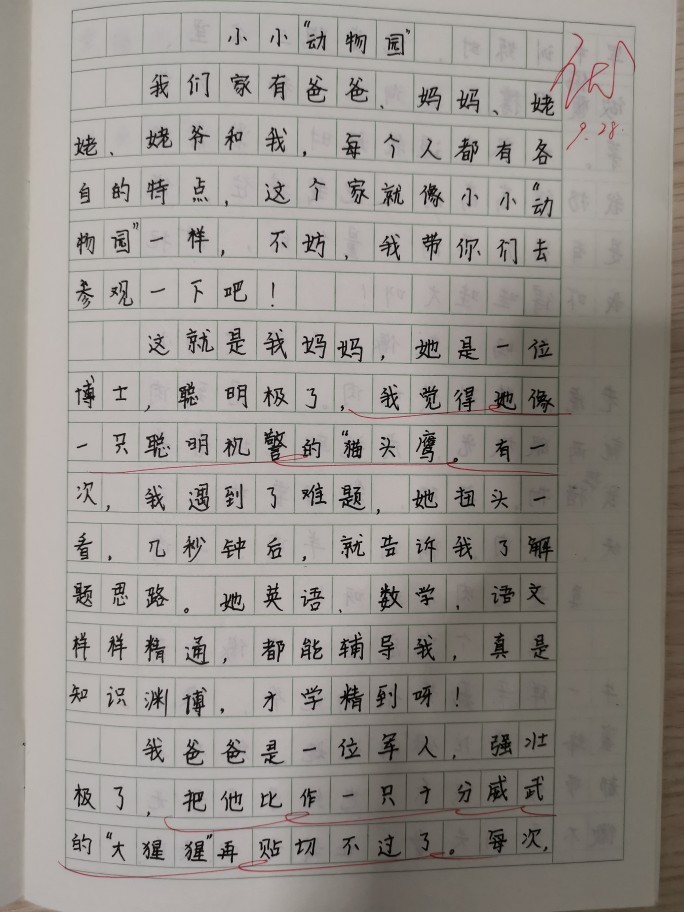 小小“动物园”
我们家有爸爸、妈妈、姥
姥、姥爷和我，每个人都有各
自的特点，这个家就像小小“动
物园”一样，不妨，我带你们去
参观一下吧！
这就是我妈妈，她是一位
博士，聪明极了，我觉得她像
一只聪明机警的“猫头鹰。有一
次，我遇到了难题，她扭头一
看，几秒钟后，就告诉我了解
题思路。她英语、数学、语文
样样精通，都能辅导我，真是
知识渊博，才学精到呀！
我爸爸是一位军人，强壮
极了，把他比作一只十分威武
的“大猩猩”再贴切不过了。每次，
优
9.28.